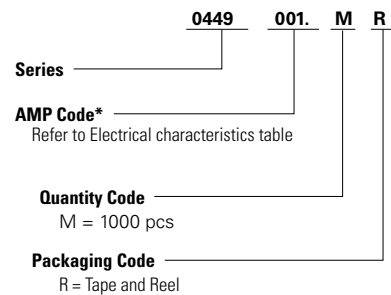 0449 001. M R
Series
AMP Code*
Refer to Electrical characteristics table
Quantity Code
M = 1000 pcs
Packaging Code
R = Tape and Reel